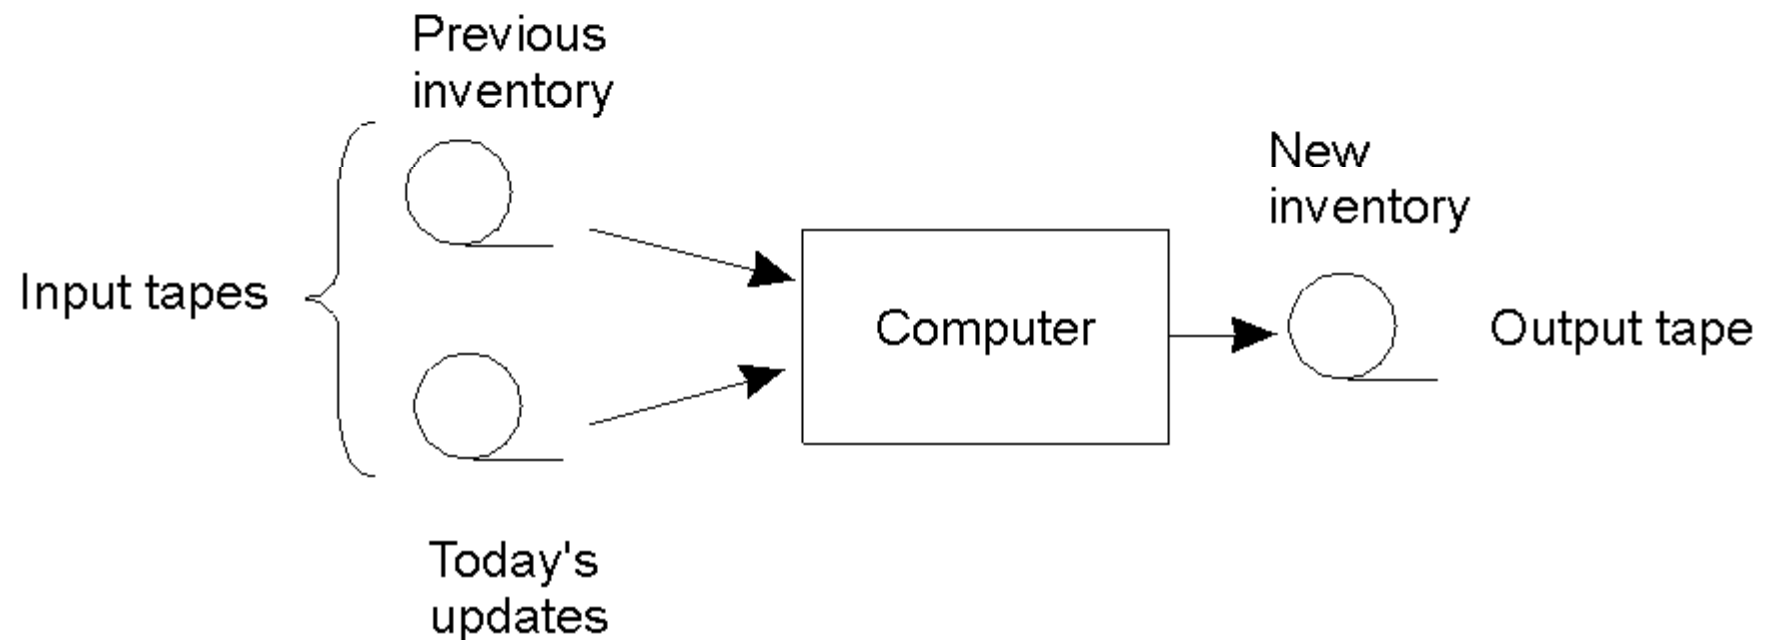 Previous
inventory
New
inventory
Input tapes
Computer
Output tape
Today's
updates